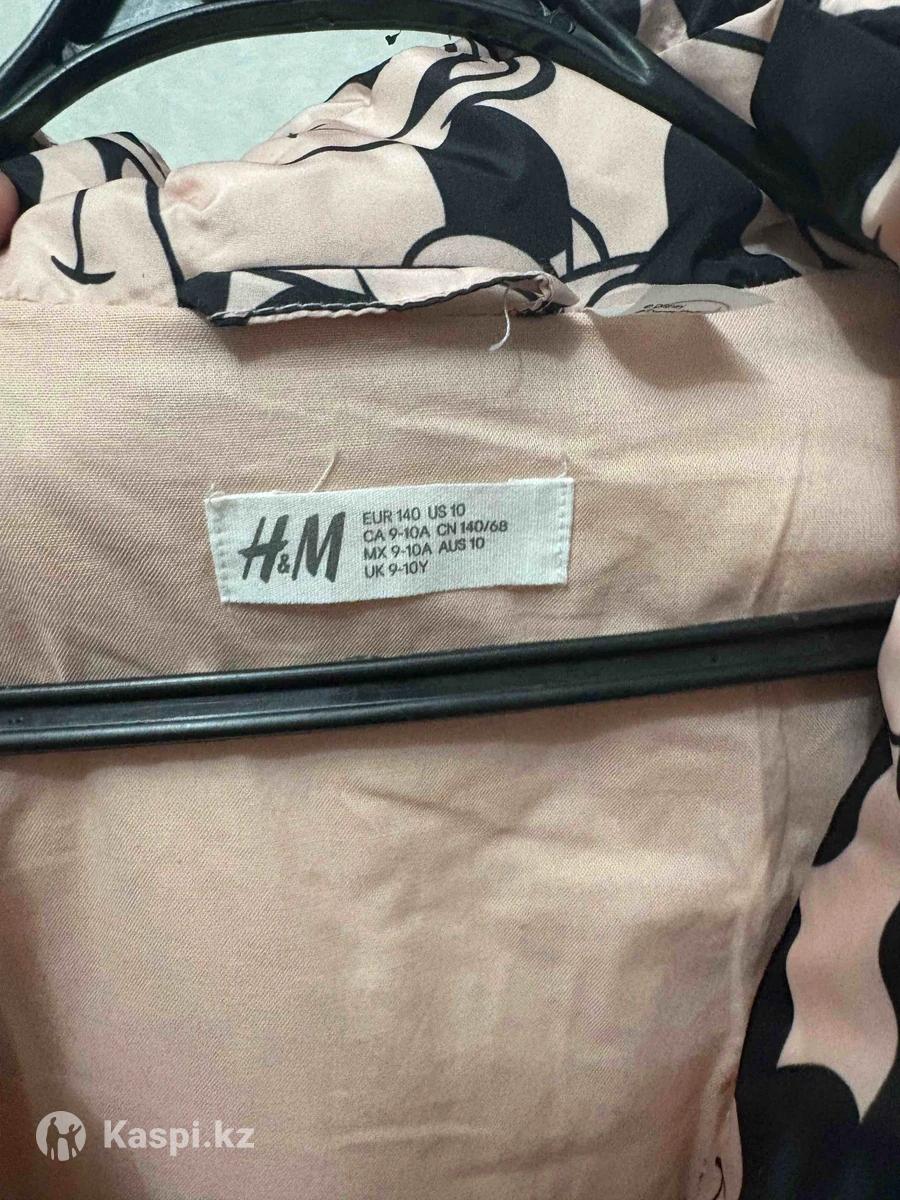 H&M
EUR 140 US 10
CA 9-10A CN 140/68
MX 9-10A AUS 10
UK 9-10Y
Kaspi.kz